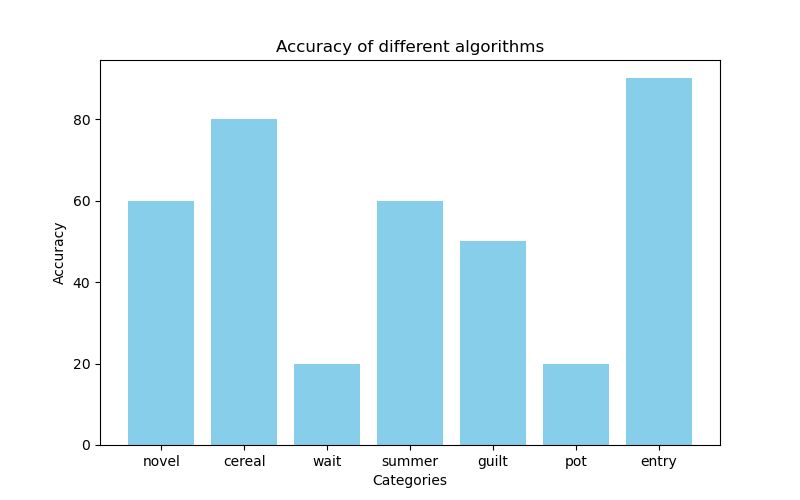 Accuracy of different algorithms
Accuracy
80
60
40
20
0
novel cereal wait summer guilt pot entry
Categories